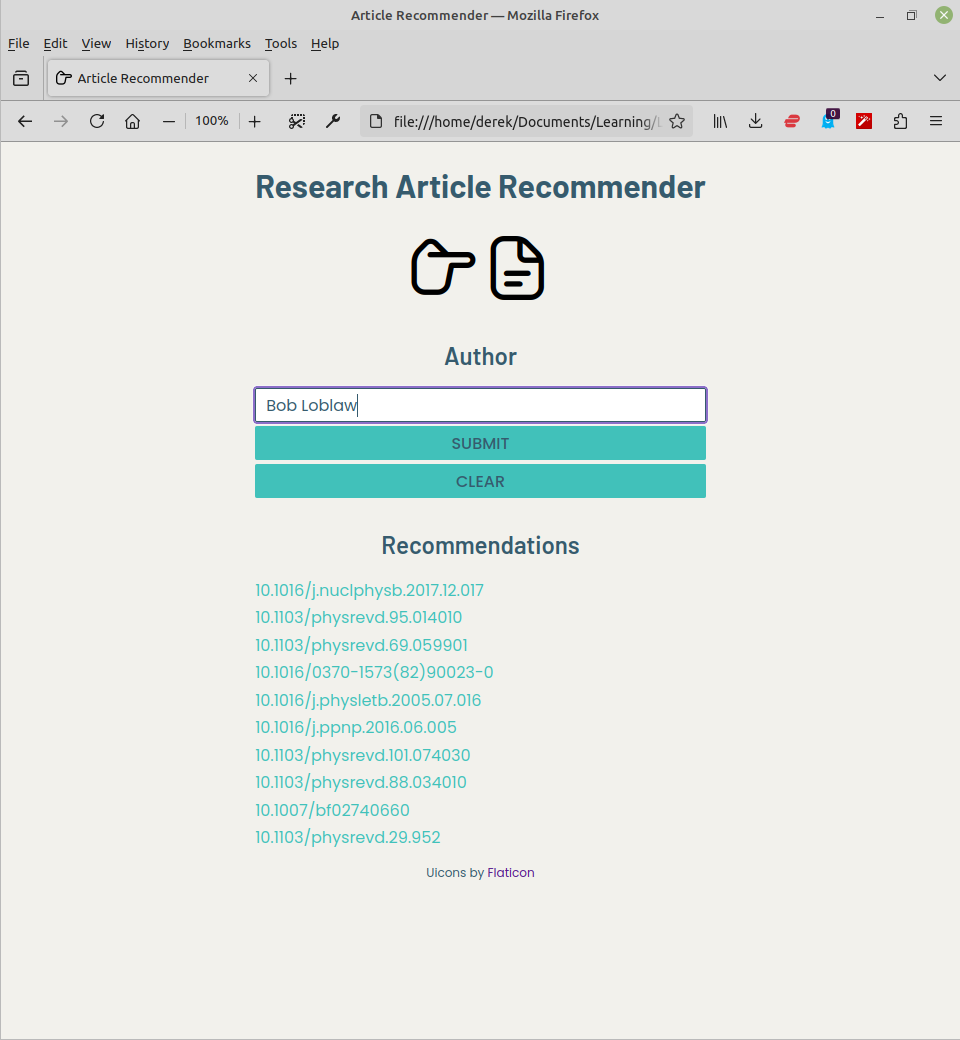 Article Recommender — Mozilla Firefox
File Edit View History Bookmarks Tools Help
Article Recommender
100% file:///home/derek/Documents/Learning/ 0
Research Article Recommender
Author
Bob Loblaw
SUBMIT
CLEAR
Recommendations
10.1016/j.nuclphysb.2017.12.017
10.1103/physrevd.95.014010
10.1103/physrevd.69.059901
10.1016/0370-1573(82)90023-0
10.1016/j.physletb.2005.07.016
10.1016/j.ppnp.2016.06.005
10.1103/physrevd.101.074030
10.1103/physrevd.88.034010
10.1007/bf02740660
10.1103/physrevd.29.952
Uicons by Flaticon